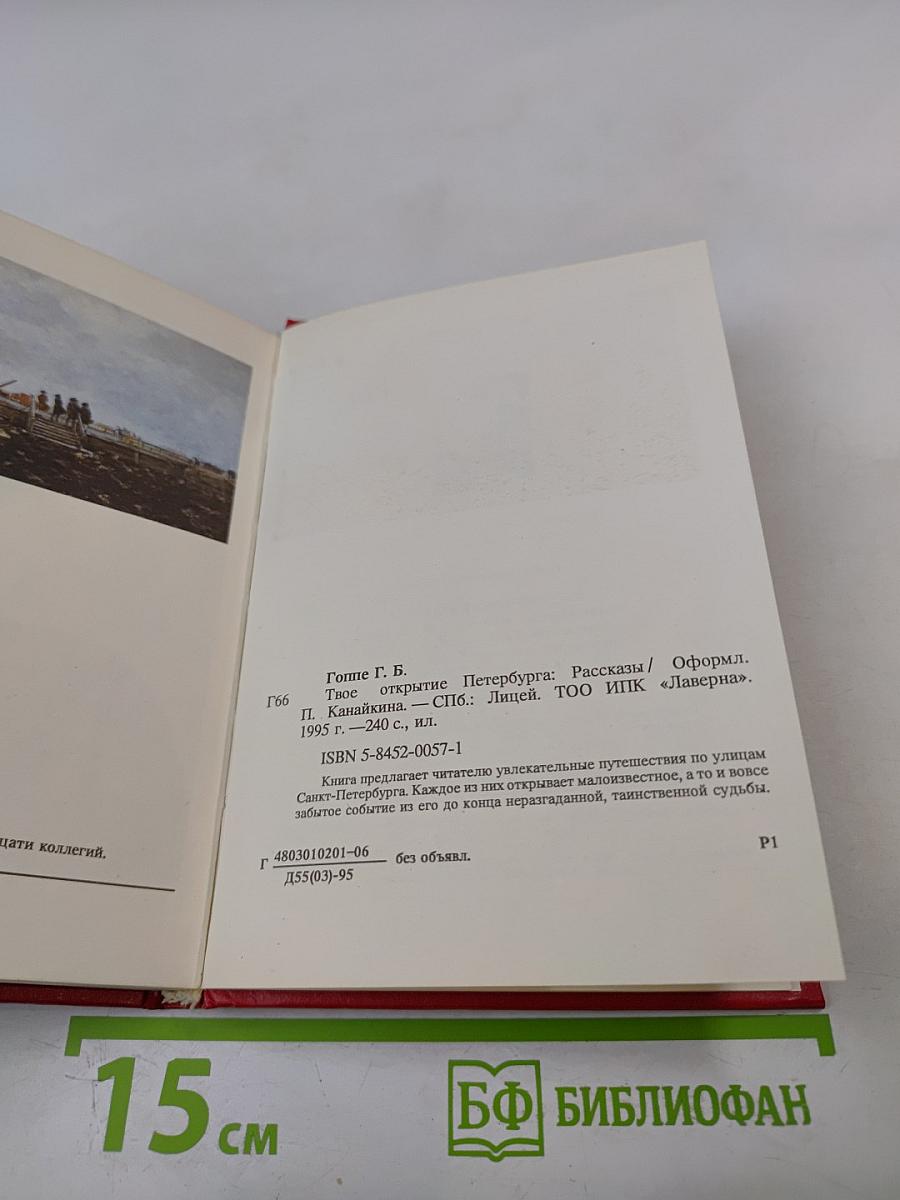 цати коллегий.
Гоппе Г. Б.
Г66 Твое открытие Петербурга: Рассказы / Оформл.
П. Канайкина. — СПб.: Лицей. ТОО ИПК «Лаверна».
1995 г. —240 с., ил.
ISBN 5-8452-0057-1
Книга предлагает читателю увлекательные путешествия по улицам
Санкт-Петербурга. Каждое из них открывает малоизвестное, а то и вовсе
забытое событие из его до конца неразгаданной, таинственной судьбы.
Г 4803010201–06 без объявл.
Д55(03)-95
Р1
15 см
БФ БИБЛИОФАН